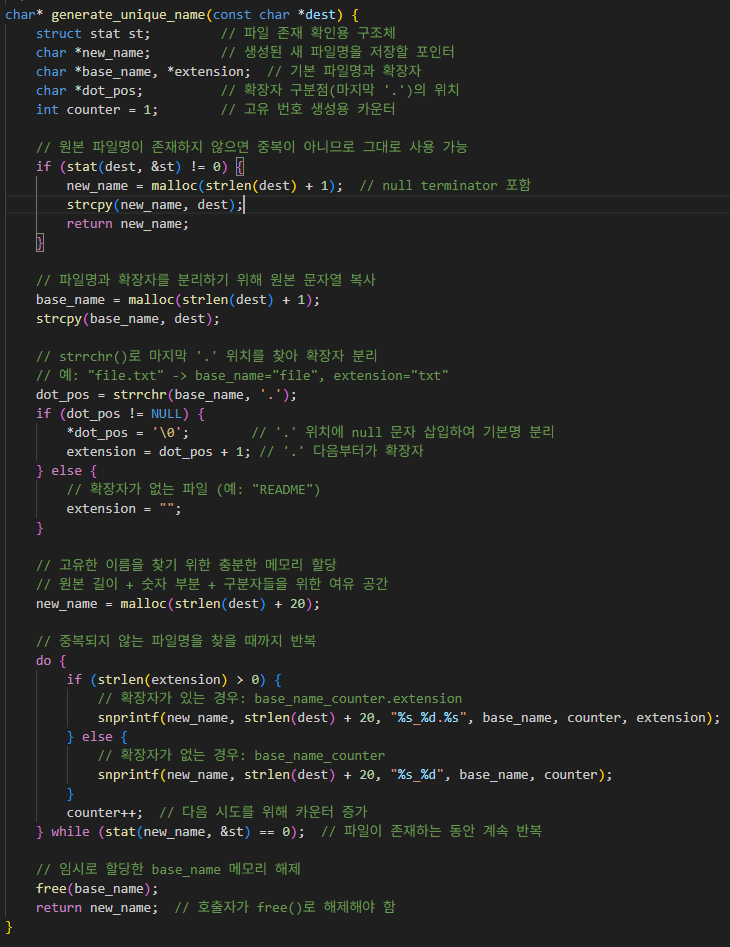 char* generate_unique_name(const char *dest) {
    struct stat st;         // 파일 존재 확인용 구조체
    char *new_name;         // 생성된 새 파일명을 저장할 포인터
    char *base_name, *extension;  // 기본 파일명과 확장자
    char *dot_pos;          // 확장자 구분점(마지막 '.')의 위치
    int counter = 1;        // 고유 번호 생성용 카운터

    // 원본 파일명이 존재하지 않으면 중복이 아니므로 그대로 사용 가능
    if (stat(dest, &st) != 0) {
        new_name = malloc(strlen(dest) + 1);  // null terminator 포함
        strcpy(new_name, dest);
        return new_name;
    }

    // 파일명과 확장자를 분리하기 위해 원본 문자열 복사
    base_name = malloc(strlen(dest) + 1);
    strcpy(base_name, dest);

    // strrchr()로 마지막 '.' 위치를 찾아 확장자 분리
    // 예: "file.txt" -> base_name="file", extension="txt"
    dot_pos = strrchr(base_name, '.');
    if (dot_pos != NULL) {
        *dot_pos = '\0';        // '.' 위치에 null 문자 삽입하여 기본명 분리
        extension = dot_pos + 1; // '.' 다음부터가 확장자
    } else {
        // 확장자가 없는 파일 (예: "README")
        extension = "";
    }

    // 고유한 이름을 찾기 위한 충분한 메모리 할당
    // 원본 길이 + 숫자 부분 + 구분자들을 위한 여유 공간
    new_name = malloc(strlen(dest) + 20);

    // 중복되지 않는 파일명을 찾을 때까지 반복
    do {
        if (strlen(extension) > 0) {
            // 확장자가 있는 경우: base_name_counter.extension
            snprintf(new_name, strlen(dest) + 20, "%s_%d.%s", base_name, counter, extension);
        } else {
            // 확장자가 없는 경우: base_name_counter
            snprintf(new_name, strlen(dest) + 20, "%s_%d", base_name, counter);
        }
        counter++;  // 다음 시도를 위해 카운터 증가
    } while (stat(new_name, &st) == 0);  // 파일이 존재하는 동안 계속 반복

    // 임시로 할당한 base_name 메모리 해제
    free(base_name);
    return new_name;  // 호출자가 free()로 해제해야 함
}